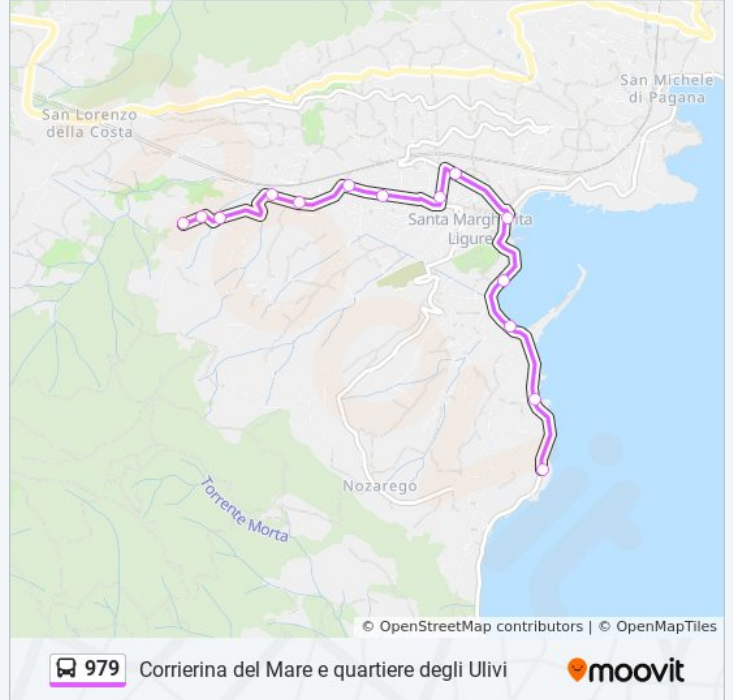 San Michele
di Pagana
San Lorenzo
della Costa
Santa Margherita
Ligure
Nozarego
Torrente Morta
© OpenStreetMap contributors | © OpenMapTiles
979 Corrierina del Mare e quartiere degli Ulivi
moovit